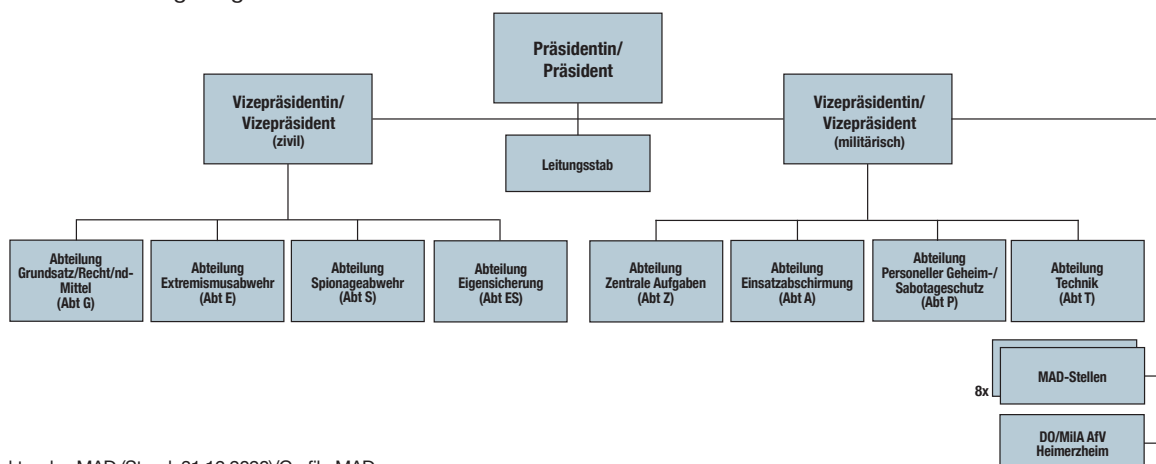 Präsidentin/
Präsident
Vizepräsidentin/
Vizepräsident
(zivil)
Vizepräsidentin/
Vizepräsident
(militärisch)
Leitungsstab
Abteilung
Grundsatz/Recht/nd-
Mittel
(Abt G)
Abteilung
Extremismusabwehr
(Abt E)
Abteilung
Spionageabwehr
(Abt S)
Abteilung
Eigensicherung
(Abt ES)
Abteilung
Zentrale Aufgaben
(Abt Z)
Abteilung
Einsatzabschirmung
(Abt A)
Abteilung
Personeller Geheim-/
Sabotageschutz
(Abt P)
Abteilung
Technik
(Abt T)
8x
MAD-Stellen
DO/MilA AfV
Heimerzheim